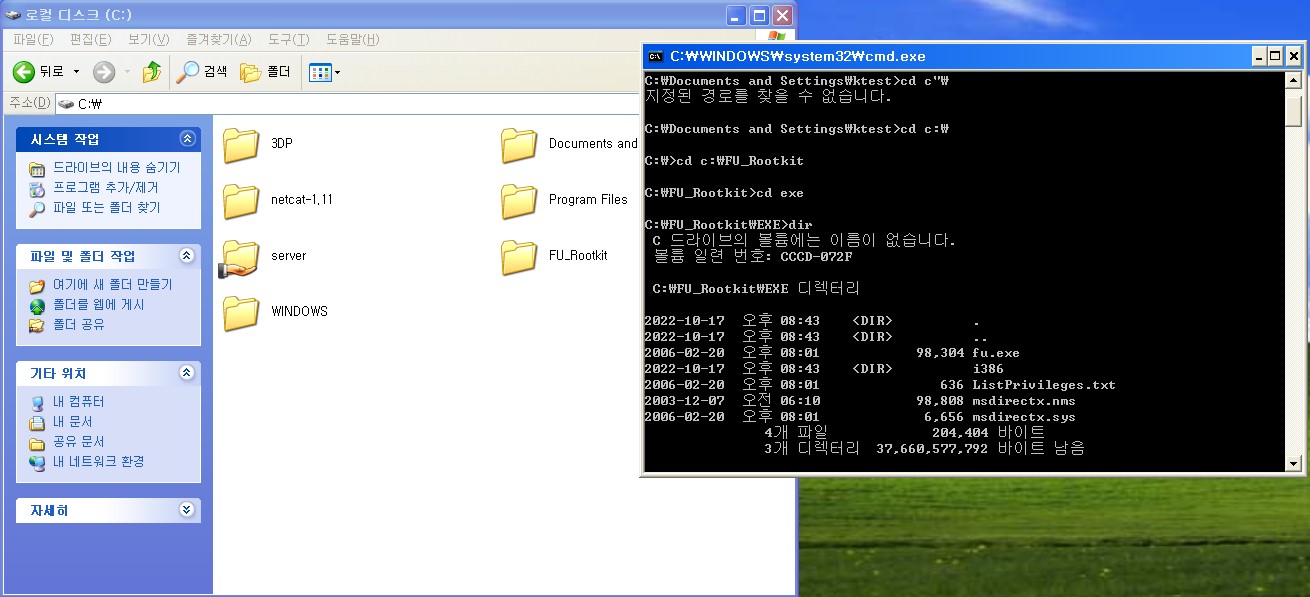 로컬 디스크 (C:)
파일(F) 편집(E) 보기(V) 즐겨찾기(A) 도구(T) 도움말(H)
뒤로 검색 폴더
주소(D) C:\
시스템 작업
드라이브의 내용 숨기기
프로그램 추가/제거
파일 또는 폴더 찾기
파일 및 폴더 작업
여기에 새 폴더 만들기
폴더를 웹에 게시
폴더 공유
기타 위치
내 컴퓨터
내 문서
공유 문서
내 네트워크 환경
자세히
3DP
Documents and
netcat-1.11
Program Files
server
FU_Rootkit
WINDOWS
C:₩WINDOWS₩system32₩cmd.exe
C:₩Documents and Settings₩ktest>cd c"₩
지정된 경로를 찾을 수 없습니다.
C:₩Documents and Settings₩ktest>cd c:₩
C:₩>cd c:₩FU_Rootkit
C:₩FU_Rootkit>cd exe
C:₩FU_Rootkit₩EXE>dir
C 드라이브의 볼륨에는 이름이 없습니다.
볼륨 일련 번호: CCCD-072F
C:₩FU_Rootkit₩EXE 디렉터리
2022-10-17 오후 08:43 <DIR> .
2022-10-17 오후 08:43 <DIR> ..
2006-02-20 오후 08:01 98,304 fu.exe
2022-10-17 오후 08:43 <DIR> i386
2006-02-20 오후 08:01 636 ListPrivileges.txt
2003-12-07 오전 06:10 98,808 msdirectx.nms
2006-02-20 오후 08:01 6,656 msdirectx.sys
4개 파일 204,404 바이트
3개 디렉터리 37,660,577,792 바이트 남음